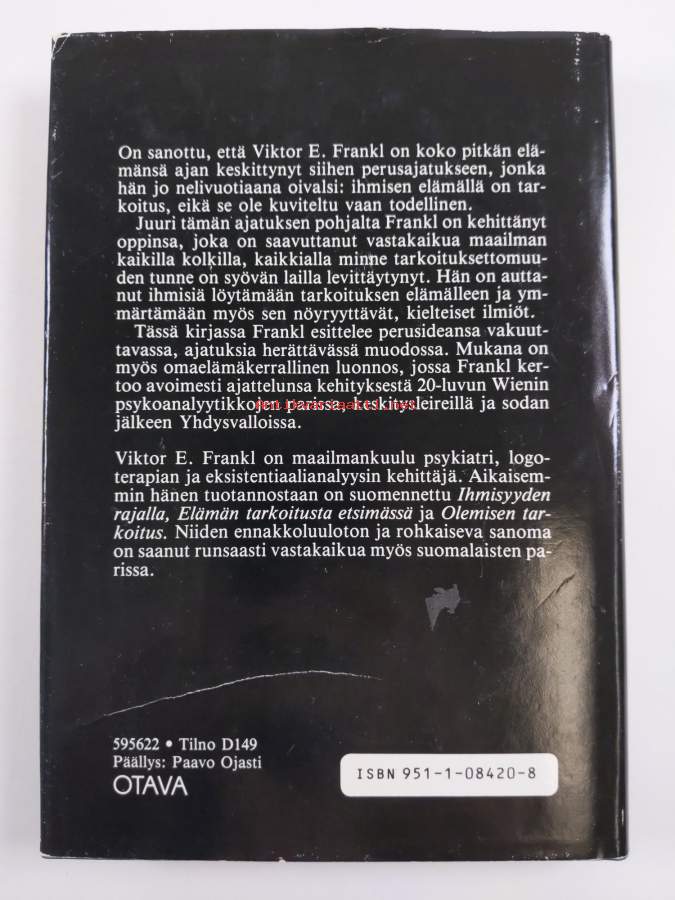 On sanottu, että Viktor E. Frankl on koko pitkän elä-
mänsä ajan keskittynyt siihen perusajatukseen, jonka
hän jo nelivuotiaana oivalsi: ihmisen elämällä on tar-
koitus, eikä se ole kuviteltu vaan todellinen.
Juuri tämän ajatuksen pohjalta Frankl on kehittänyt
oppinsa, joka on saavuttanut vastakaikua maailman
kaikilla kolkilla, kaikkialla minne tarkoituksettomuu-
den tunne on syövän lailla levittäytynyt. Hän on autta-
nut ihmisiä löytämään tarkoituksen elämälleen ja ym-
märtämään myös sen nöyryyttävät, kielteiset ilmiöt.
Tässä kirjassa Frankl esittelee perusideansa vakuut-
tavassa, ajatuksia herättävässä muodossa. Mukana on
myös omaelämäkerrallinen luonnos, jossa Frankl ker-
too avoimesti ajattelunsa kehityksestä 20-luvun Wienin
psykoanalyytikkojen parissa, keskitysleireillä ja sodan
jälkeen Yhdysvalloissa.
Viktor E. Frankl on maailmankuulu psykiatri, logo-
terapian ja eksistentiaalianalyysin kehittäjä. Aikaisem-
min hänen tuotannostaan on suomennettu Ihmisyyden
rajalla, Elämän tarkoitusta etsimässä ja Olemisen tar-
koitus. Niiden ennakkoluuloton ja rohkaiseva sanoma
on saanut runsaasti vastakaikua myös suomalaisten pa-
rissa.
595622 • Tilno D149
Päällys: Paavo Ojasti
OTAVA
ISBN 951-1-08420-8